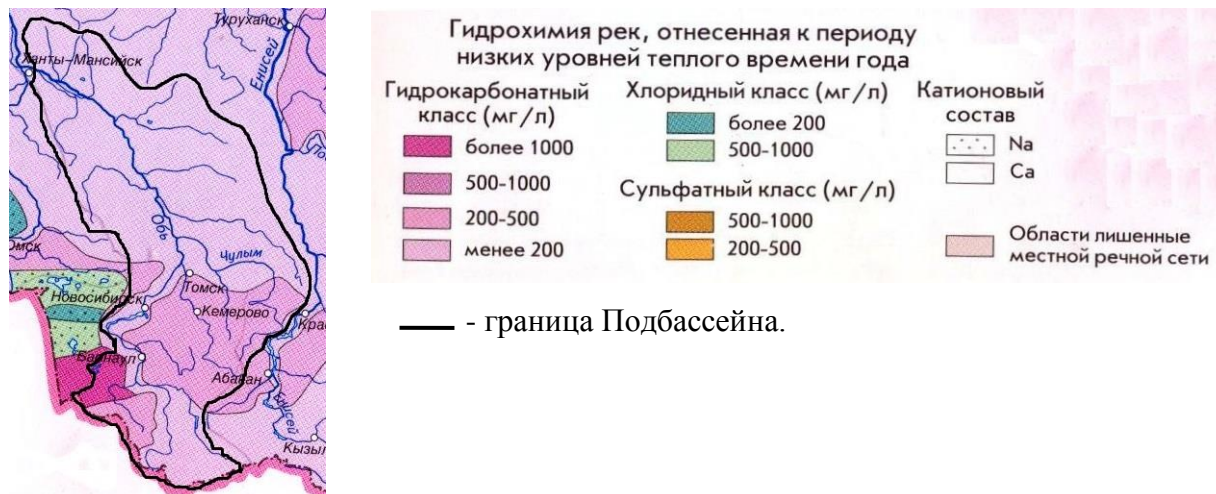 Туруханск
Ханты-Мансийск
Енисей
Обь
Чулым
Томск
Новосибирск
Кемерово
Барнаул
Абакан
Енисей
Кызыл
Гидрохимия рек, отнесенная к периоду
низких уровней теплого времени года
Гидрокарбонатный
класс (мг/л)
более 1000
500-1000
200-500
менее 200
Хлоридный класс (мг/л)
более 200
500-1000
Сульфатный класс (мг/л)
500-1000
200-500
Катионовый
состав
Na
Ca
Области лишенные
местной речной сети
- граница Подбассейна.